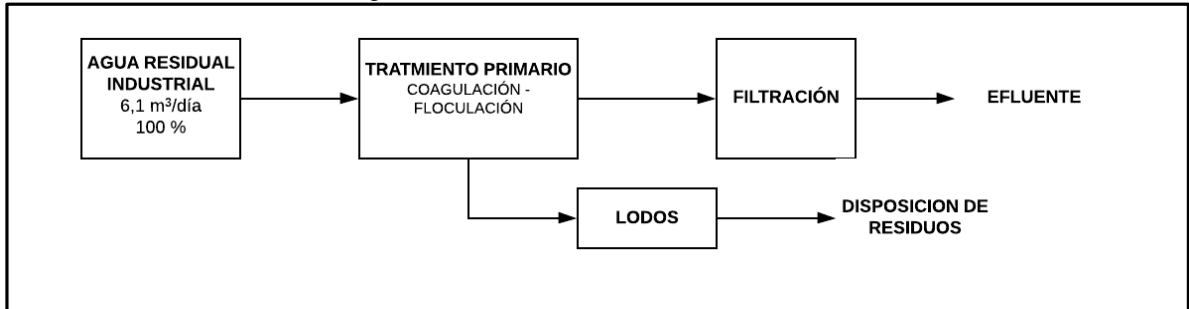 AGUA RESIDUAL
INDUSTRIAL
6,1 m³/día
100 %
TRATMIENTO PRIMARIO
COAGULACIÓN -
FLOCULACIÓN
FILTRACIÓN
EFLUENTE
LODOS
DISPOSICION DE
RESIDUOS